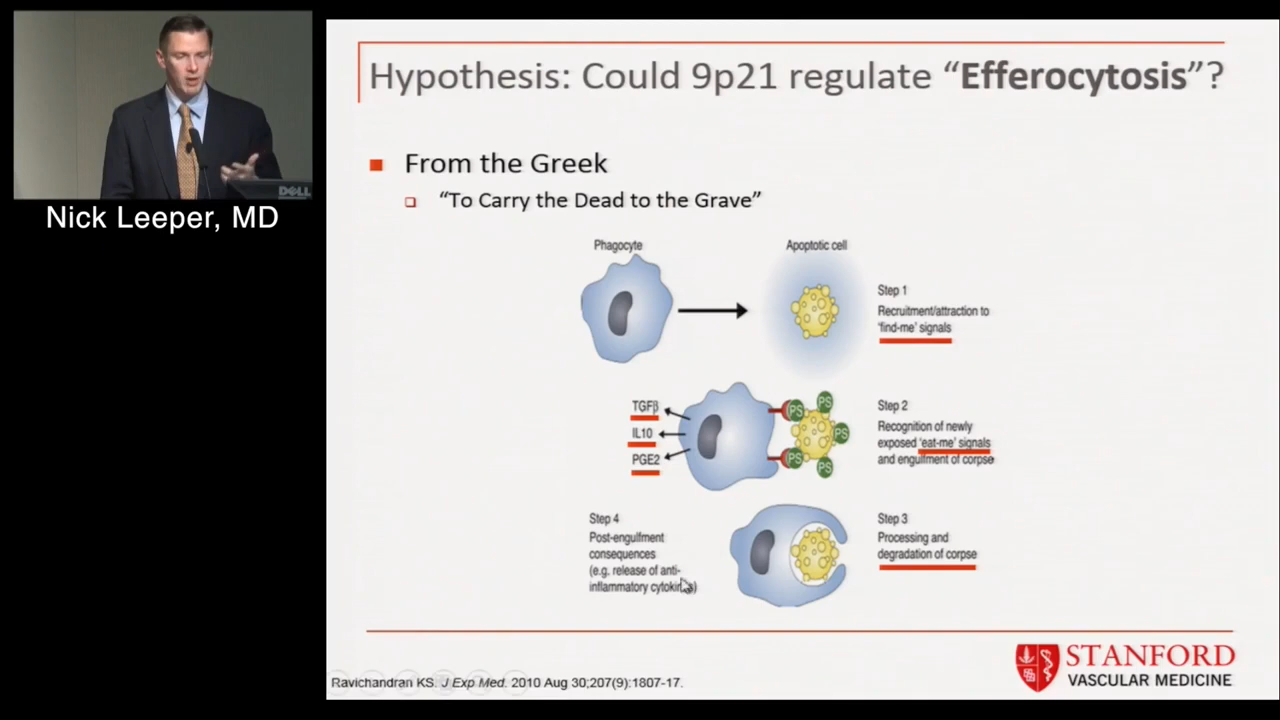 DELL
Nick Leeper, MD
Hypothesis: Could 9p21 regulate “Efferocytosis”?
From the Greek
“To Carry the Dead to the Grave”
Phagocyte
Apoptotic cell
Step 1
Recruitment/attraction to
‘find-me’ signals
TGFβ
IL10
PGE2
PS
PS
PS
PS
PS
Step 2
Recognition of newly
exposed ‘eat-me’ signals
and engulfment of corpse
Step 4
Post-engulfment
consequences
(e.g. release of anti-
inflammatory cytokines)
Step 3
Processing and
degradation of corpse
STANFORD
VASCULAR MEDICINE
Ravichandran KS. J Exp Med. 2010 Aug 30;207(9):1807-17.